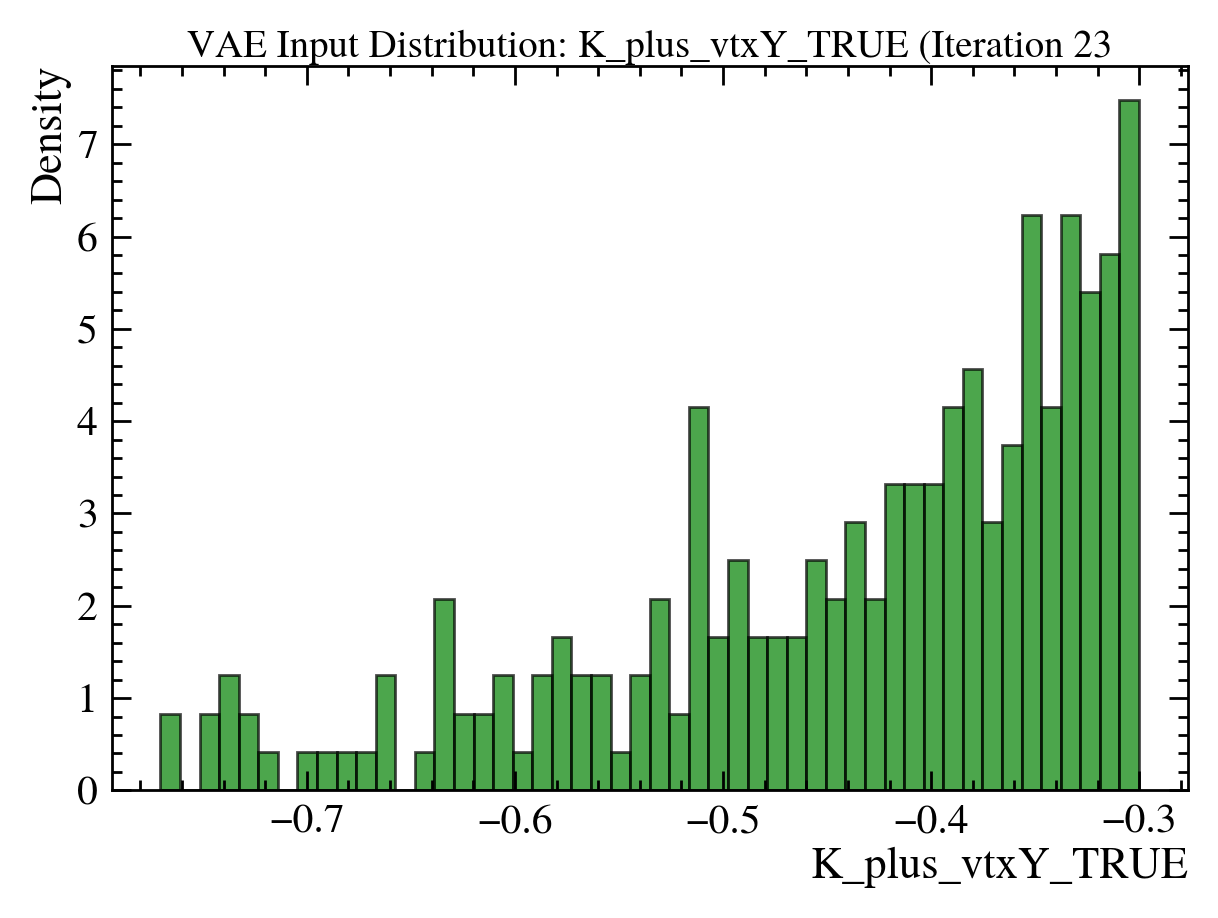 VAE Input Distribution: K_plus_vtxY_TRUE (Iteration 23
Density
7
6
5
4
3
2
1
0
−0.7 −0.6 −0.5 −0.4 −0.3
K_plus_vtxY_TRUE